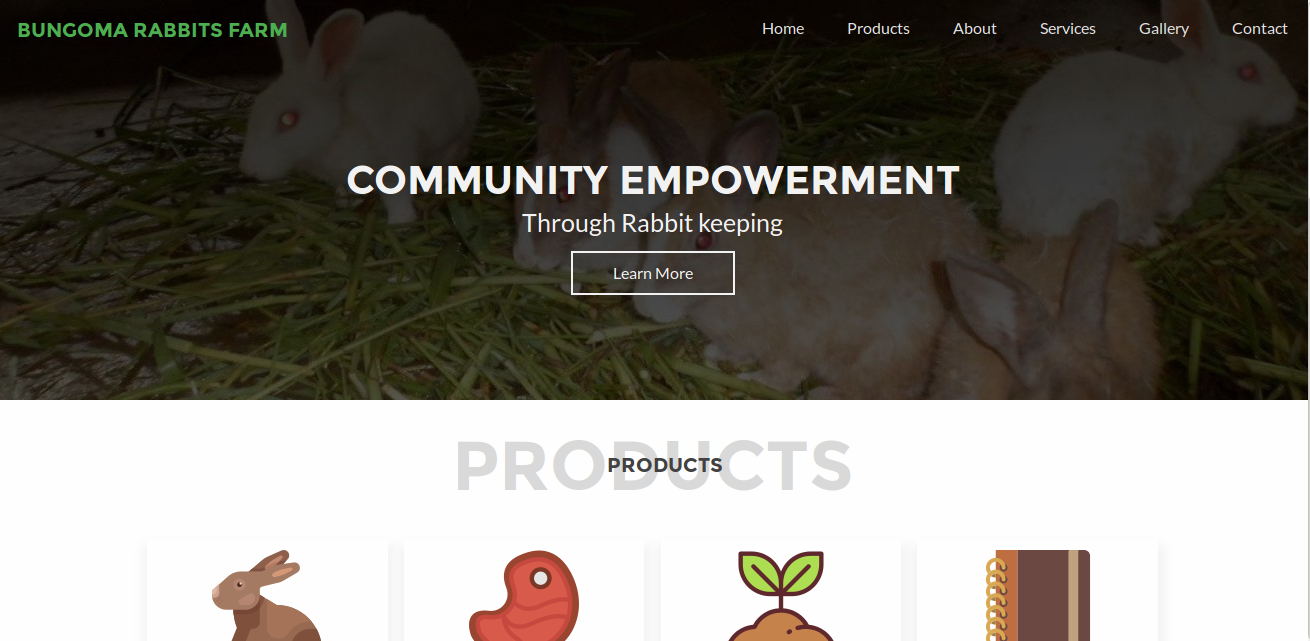 BUNGOMA RABBITS FARM
Home Products About Services Gallery Contact
COMMUNITY EMPOWERMENT
Through Rabbit keeping
Learn More
PRODUCTS
PRODUCTS